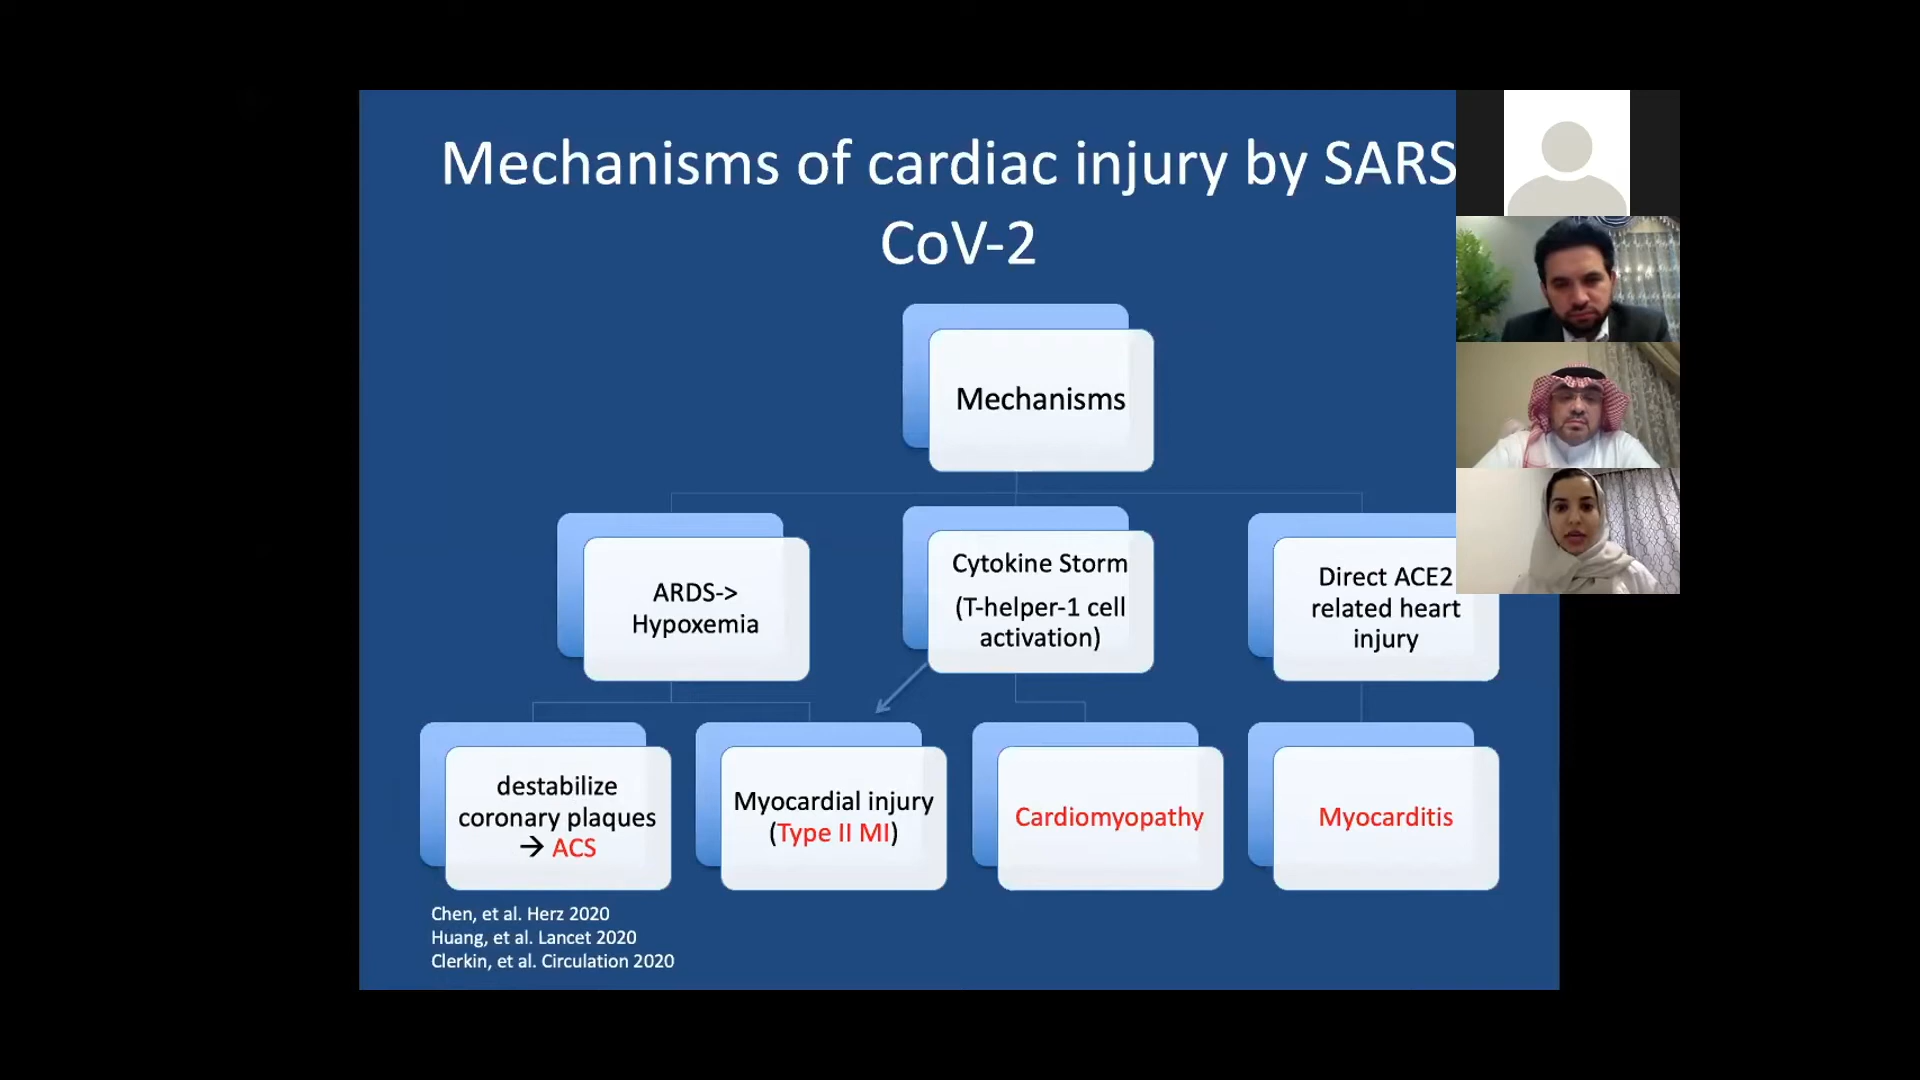 Mechanisms of cardiac injury by SARS
CoV-2
Mechanisms
ARDS->
Hypoxemia
Cytokine Storm
(T-helper-1 cell
activation)
Direct ACE2
related heart
injury
destabilize
coronary plaques
→ ACS
Myocardial injury
(Type II MI)
Cardiomyopathy
Myocarditis
Chen, et al. Herz 2020
Huang, et al. Lancet 2020
Clerkin, et al. Circulation 2020